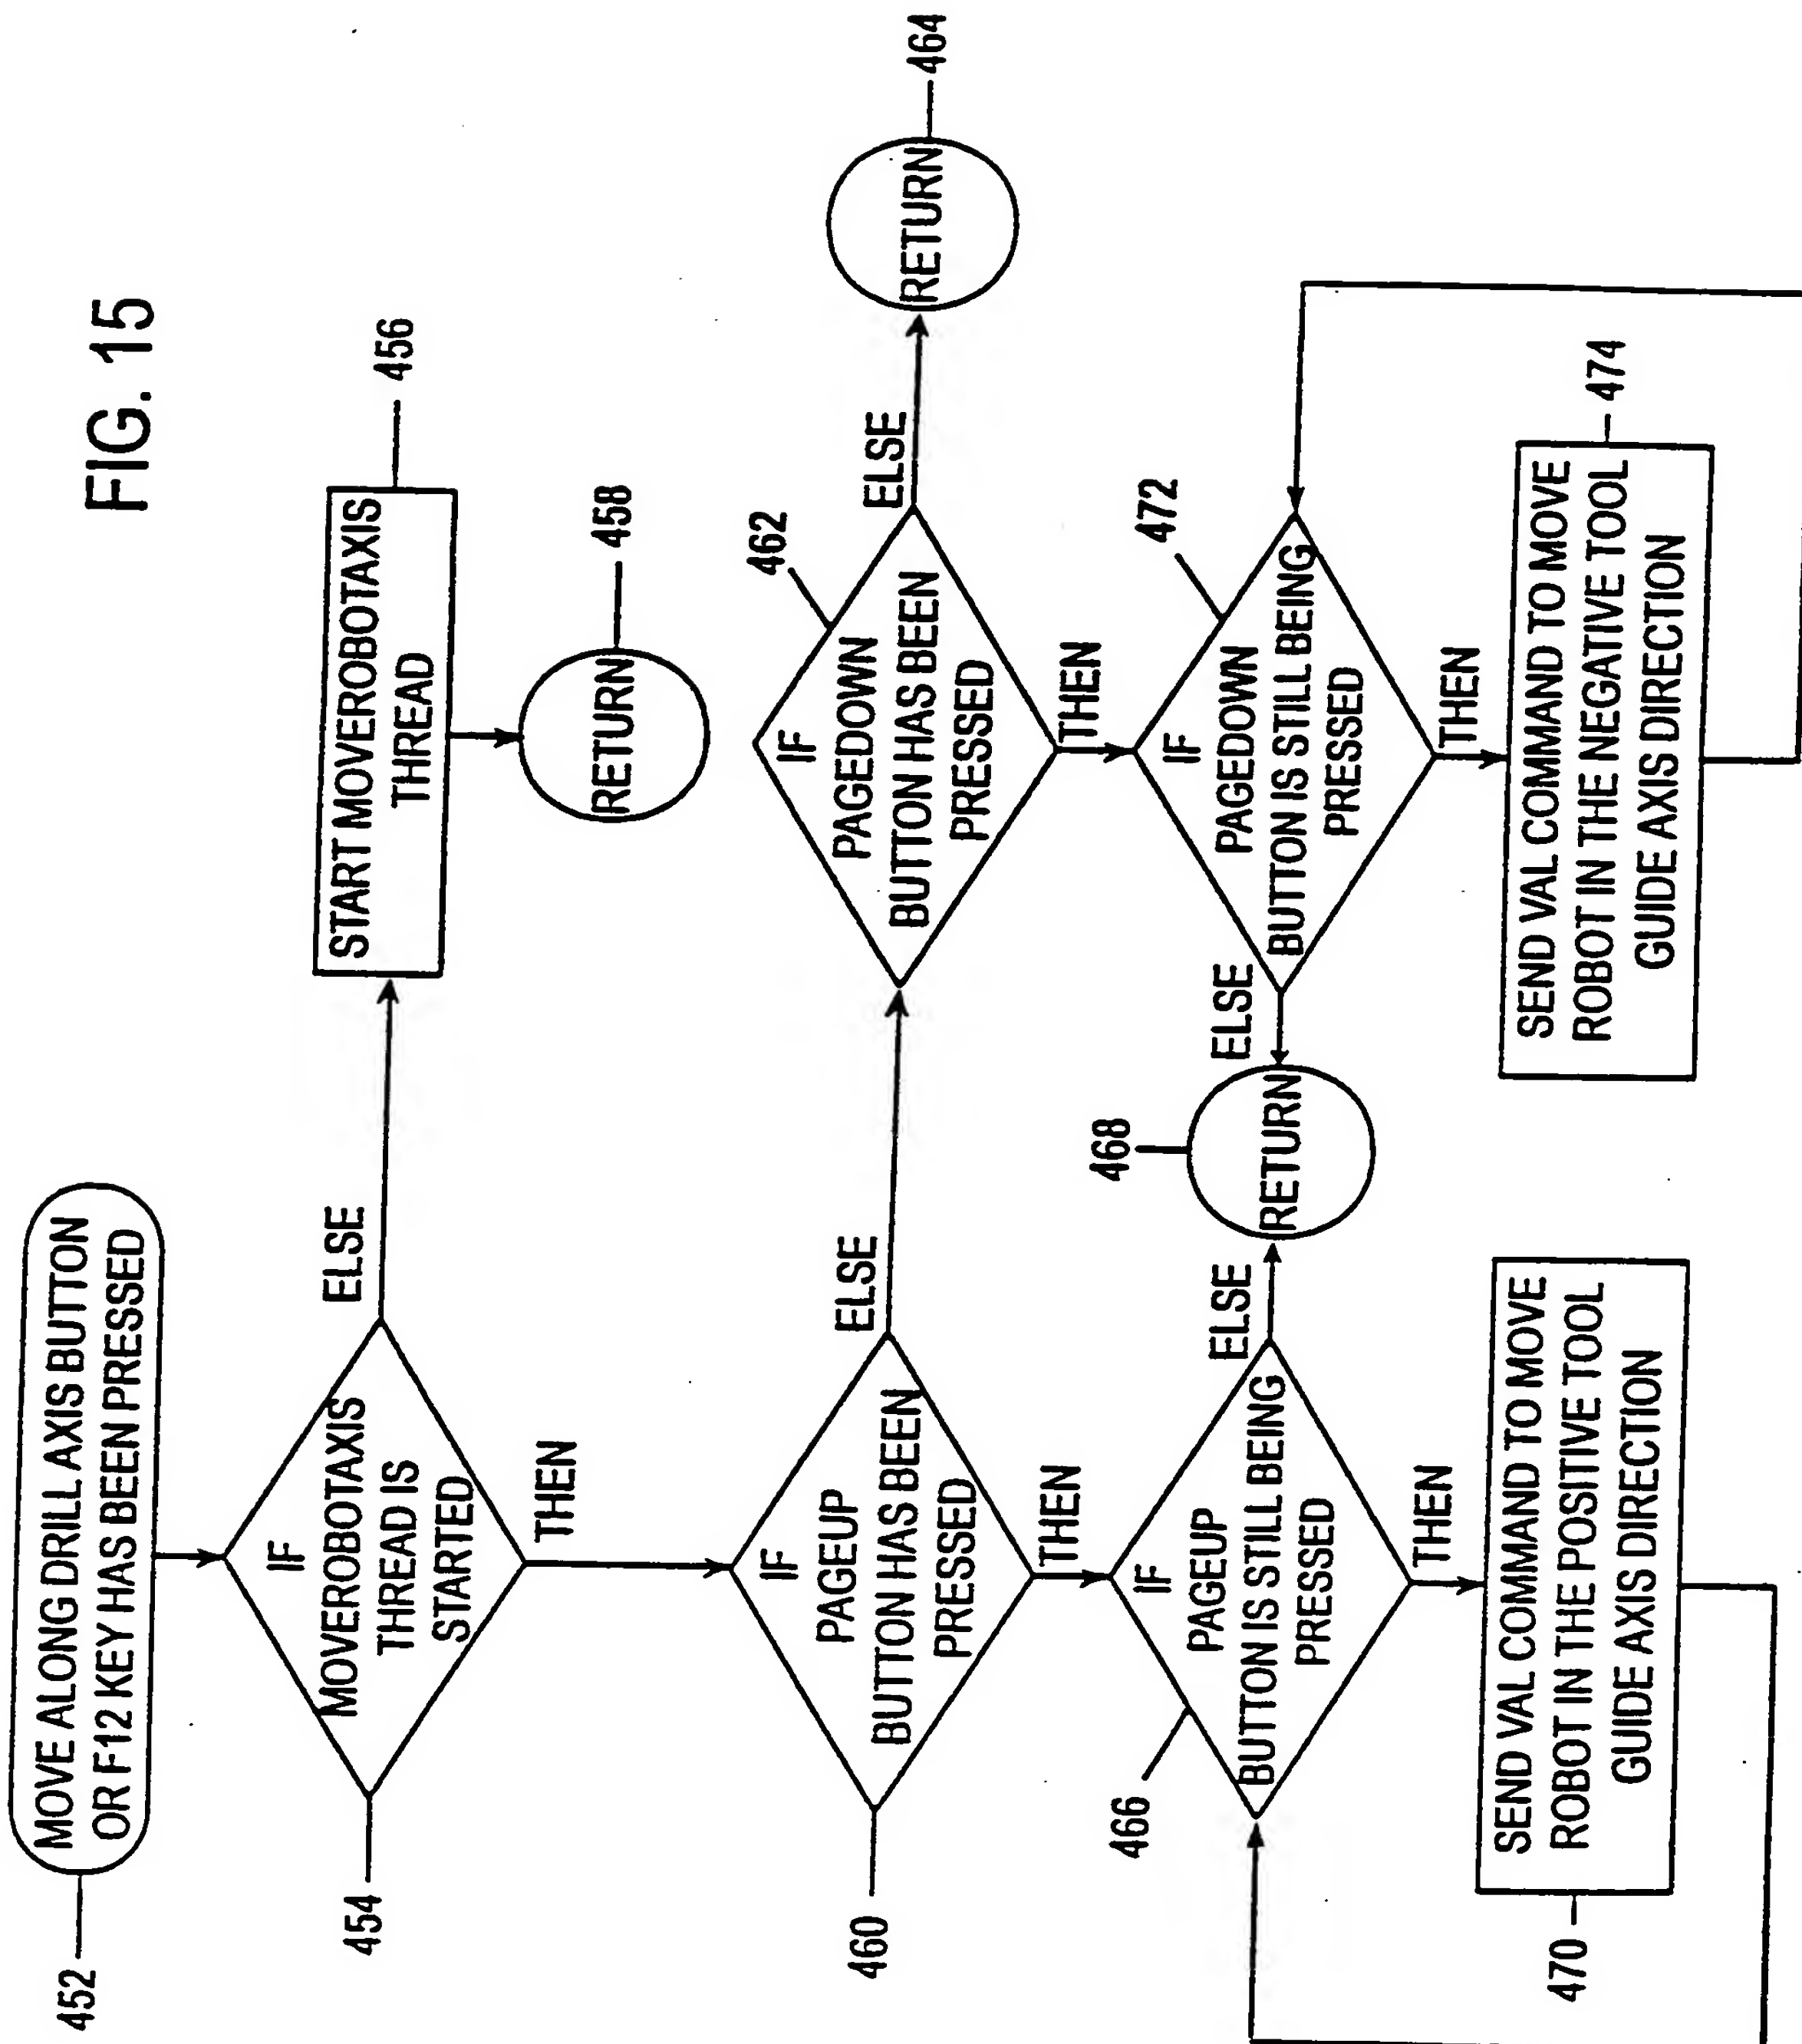 FIG. 15
452
MOVE ALONG DRILL AXIS BUTTON
OR F12 KEY HAS BEEN PRESSED
454
IF
MOVEROBOTAXIS
THREAD IS
STARTED
ELSE
START MOVEROBOTAXIS
THREAD
456
THEN
RETURN
458
460
IF
PAGEUP
BUTTON HAS BEEN
PRESSED
ELSE
462
IF
PAGEDOWN
BUTTON HAS BEEN
PRESSED
ELSE
RETURN
464
THEN
THEN
466
IF
PAGEUP
BUTTON IS STILL BEING
PRESSED
ELSE
468
RETURN
ELSE
472
IF
PAGEDOWN
BUTTON IS STILL BEING
PRESSED
THEN
THEN
470
SEND VAL COMMAND TO MOVE
ROBOT IN THE POSITIVE TOOL
GUIDE AXIS DIRECTION
SEND VAL COMMAND TO MOVE
ROBOT IN THE NEGATIVE TOOL
GUIDE AXIS DIRECTION
474